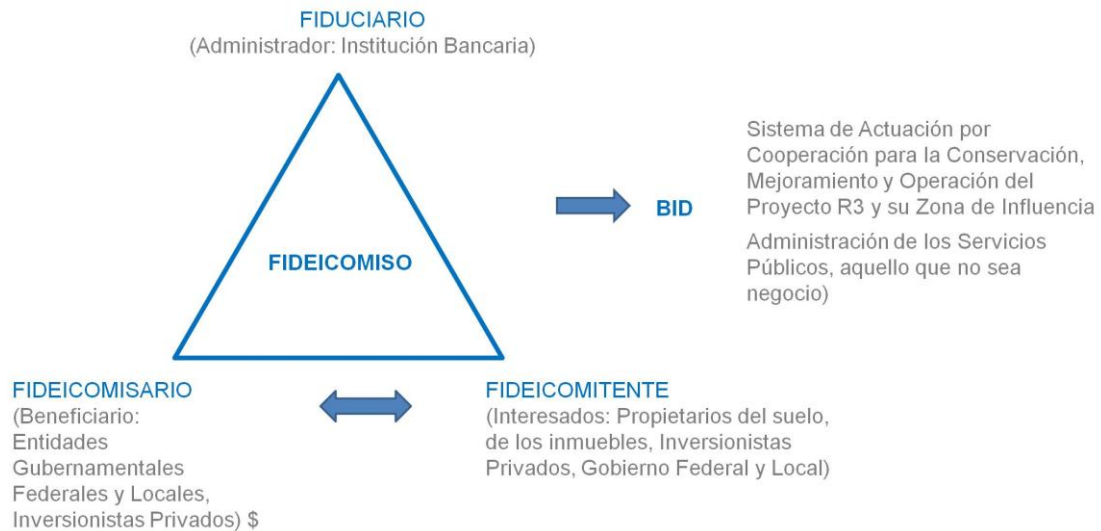 FIDUCIARIO
(Administrador: Institución Bancaria)
FIDEICOMISO
BID
Sistema de Actuación por
Cooperación para la Conservación,
Mejoramiento y Operación del
Proyecto R3 y su Zona de Influencia
Administración de los Servicios
Públicos, aquello que no sea
negocio)
FIDEICOMISARIO
(Beneficiario:
Entidades
Gubernamentales
Federales y Locales,
Inversionistas Privados) $
FIDEICOMITENTE
(Interesados: Propietarios del suelo,
de los inmuebles, Inversionistas
Privados, Gobierno Federal y Local)